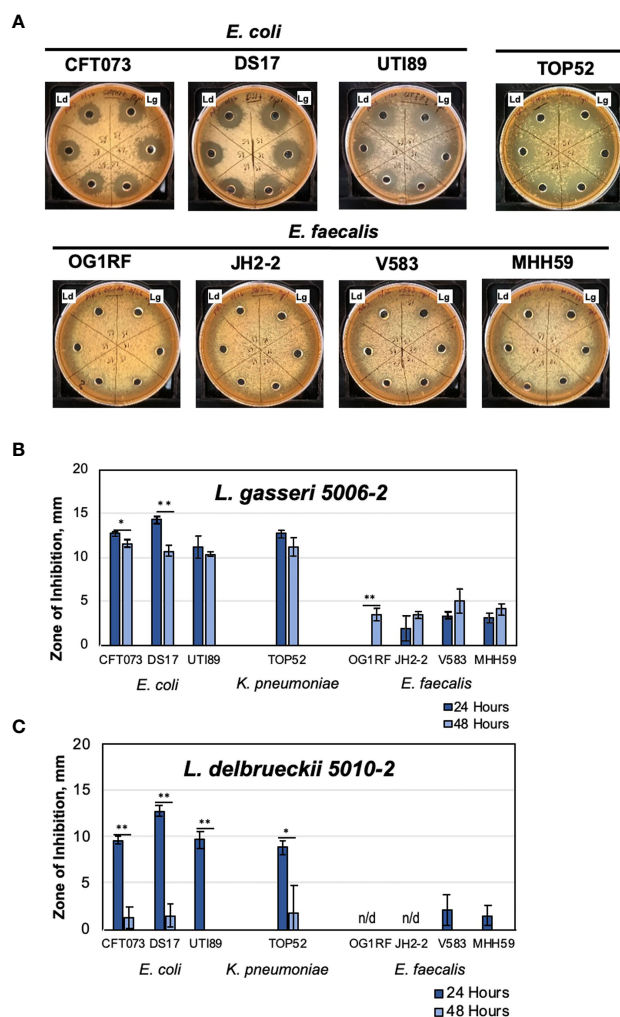 A
E. coli
CFT073
DS17
UTI89
TOP52
Ld
Lg
Ld
Lg
Ld
Lg
Ld
Lg
E. faecalis
OG1RF
JH2-2
V583
MHH59
Ld
Lg
Ld
Lg
Ld
Lg
Ld
Lg
B
20
15
10
5
0
Zone of Inhibition, mm
L. gasseri 5006-2
*
**
**
CFT073 DS17 UTI89 TOP52 OG1RF JH2-2 V583 MHH59
E. coli K. pneumoniae E. faecalis
24 Hours
48 Hours
C
20
15
10
5
0
Zone of Inhibition, mm
L. delbrueckii 5010-2
**
**
**
*
n/d n/d
CFT073 DS17 UTI89 TOP52 OG1RF JH2-2 V583 MHH59
E. coli K. pneumoniae E. faecalis
24 Hours
48 Hours